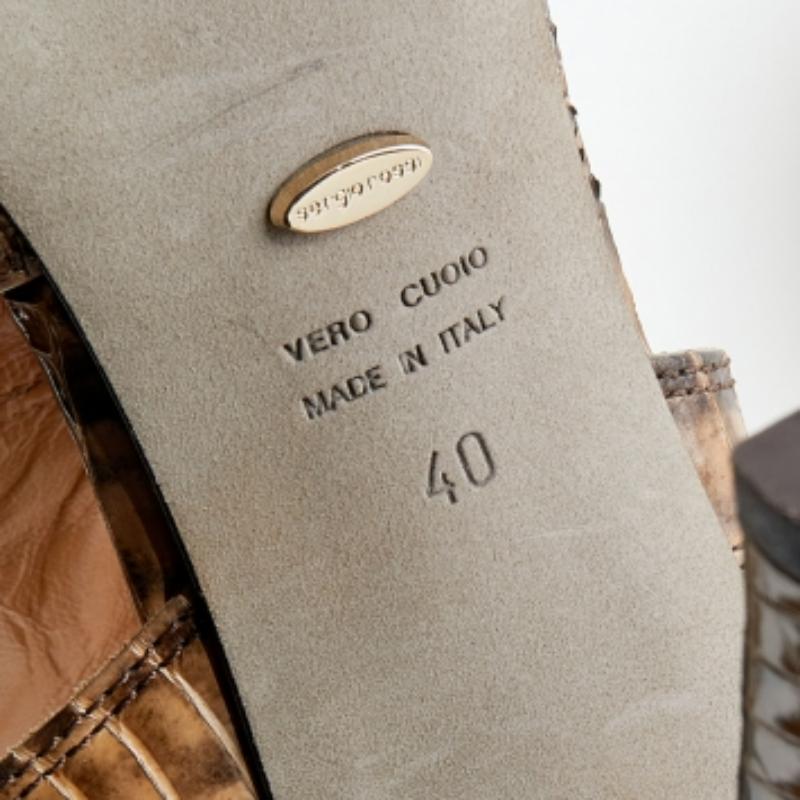 sergio rossi
VERO CUOIO
MADE IN ITALY
40